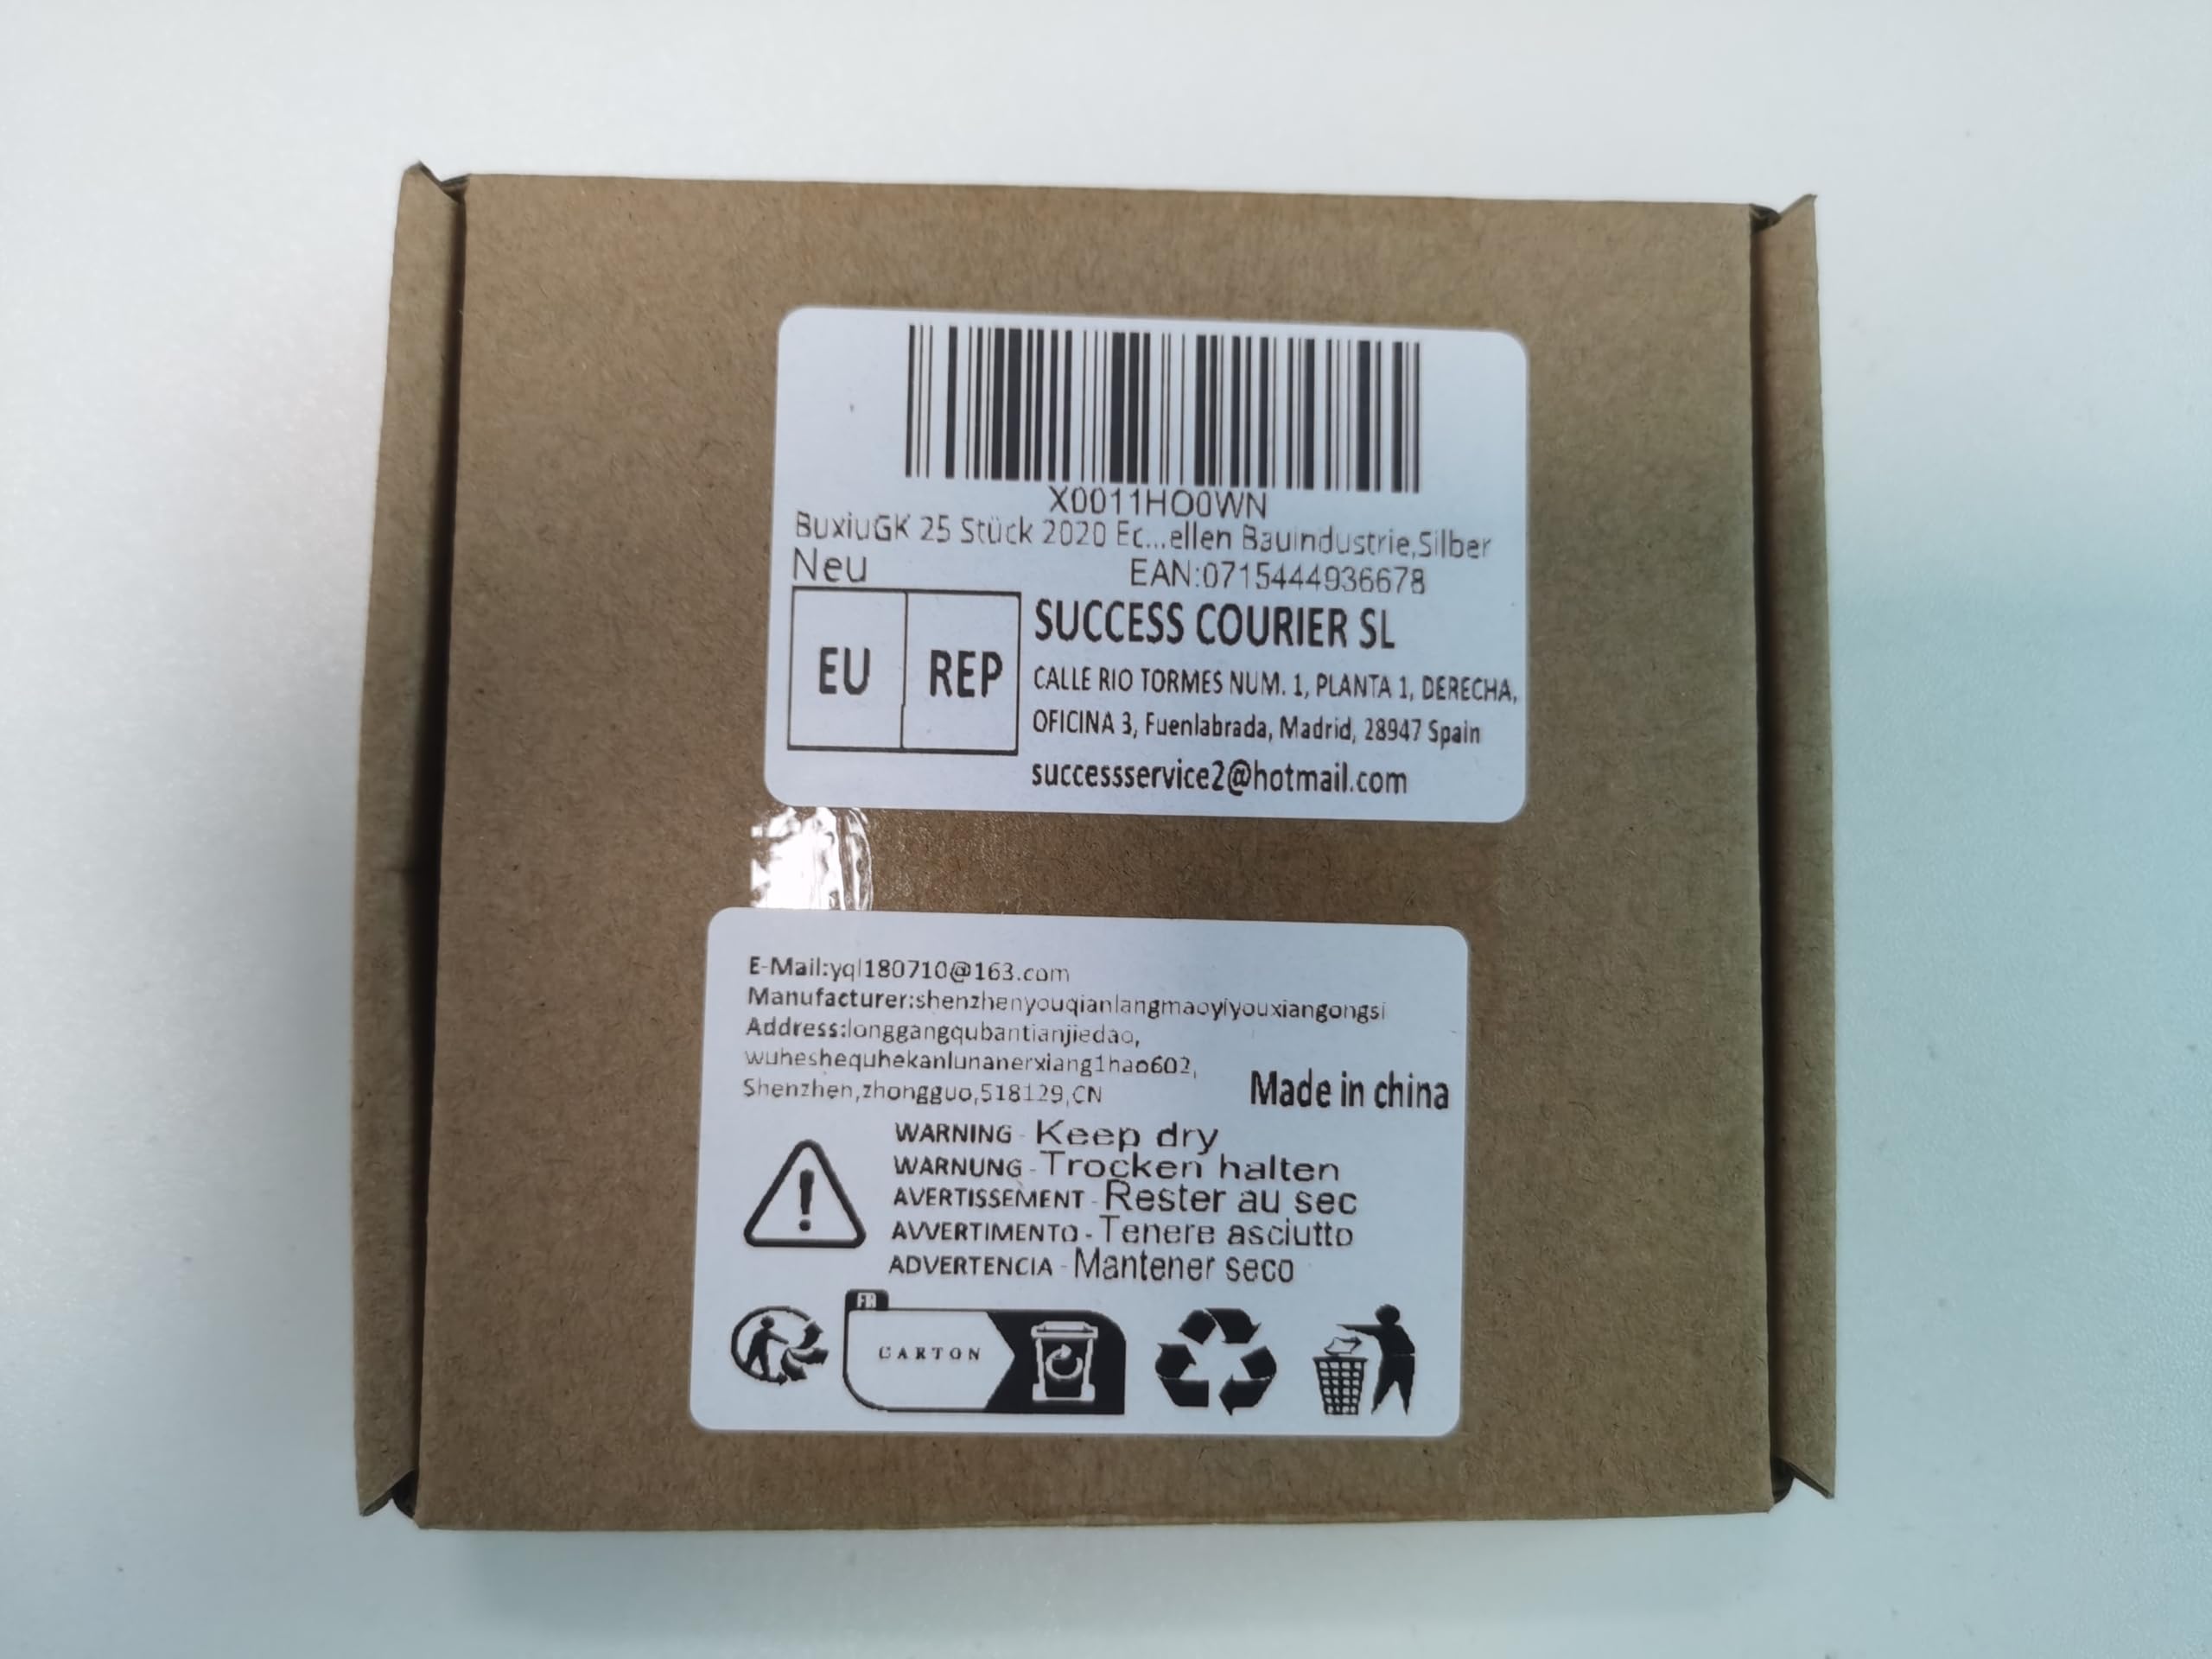 X0011HO0WN
BuxiuGK 25 Stück 2020 Ec...ellen Bauindustrie,Silber
Neu
EAN:0715444936678
EU REP
SUCCESS COURIER SL
CALLE RIO TORMES NUM. 1, PLANTA 1, DERECHA,
OFICINA 3, Fuenlabrada, Madrid, 28947 Spain
successservice2@hotmail.com
E-Mail:yql180710@163.com
Manufacturer:shenzhenyouqianlangmaoyiyouxiangongsi
Address:longgangqubantianjiedao,
wuheshequhekanlunanerxiang1hao602,
Shenzhen,zhongguo,518129,CN
Made in china
WARNING - Keep dry
WARNUNG - Trocken halten
AVERTISSEMENT - Rester au sec
AVVERTIMENTO - Tenere asciutto
ADVERTENCIA - Mantener seco
FR
CARTON